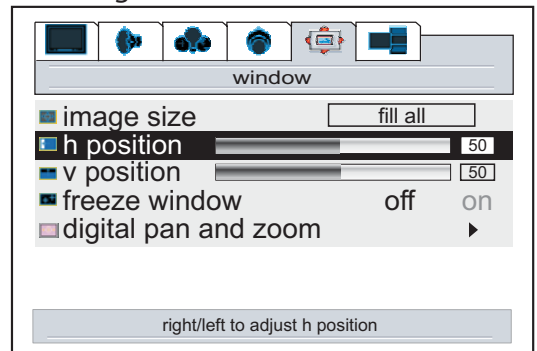 window
image size fill all
h position 50
v position 50
freeze window off on
digital pan and zoom
right/left to adjust h position